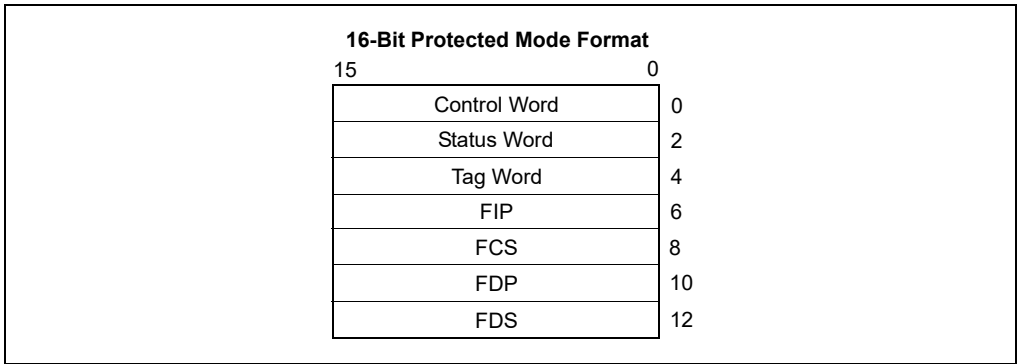 16-Bit Protected Mode Format
15 0
Control Word 0
Status Word 2
Tag Word 4
FIP 6
FCS 8
FDP 10
FDS 12